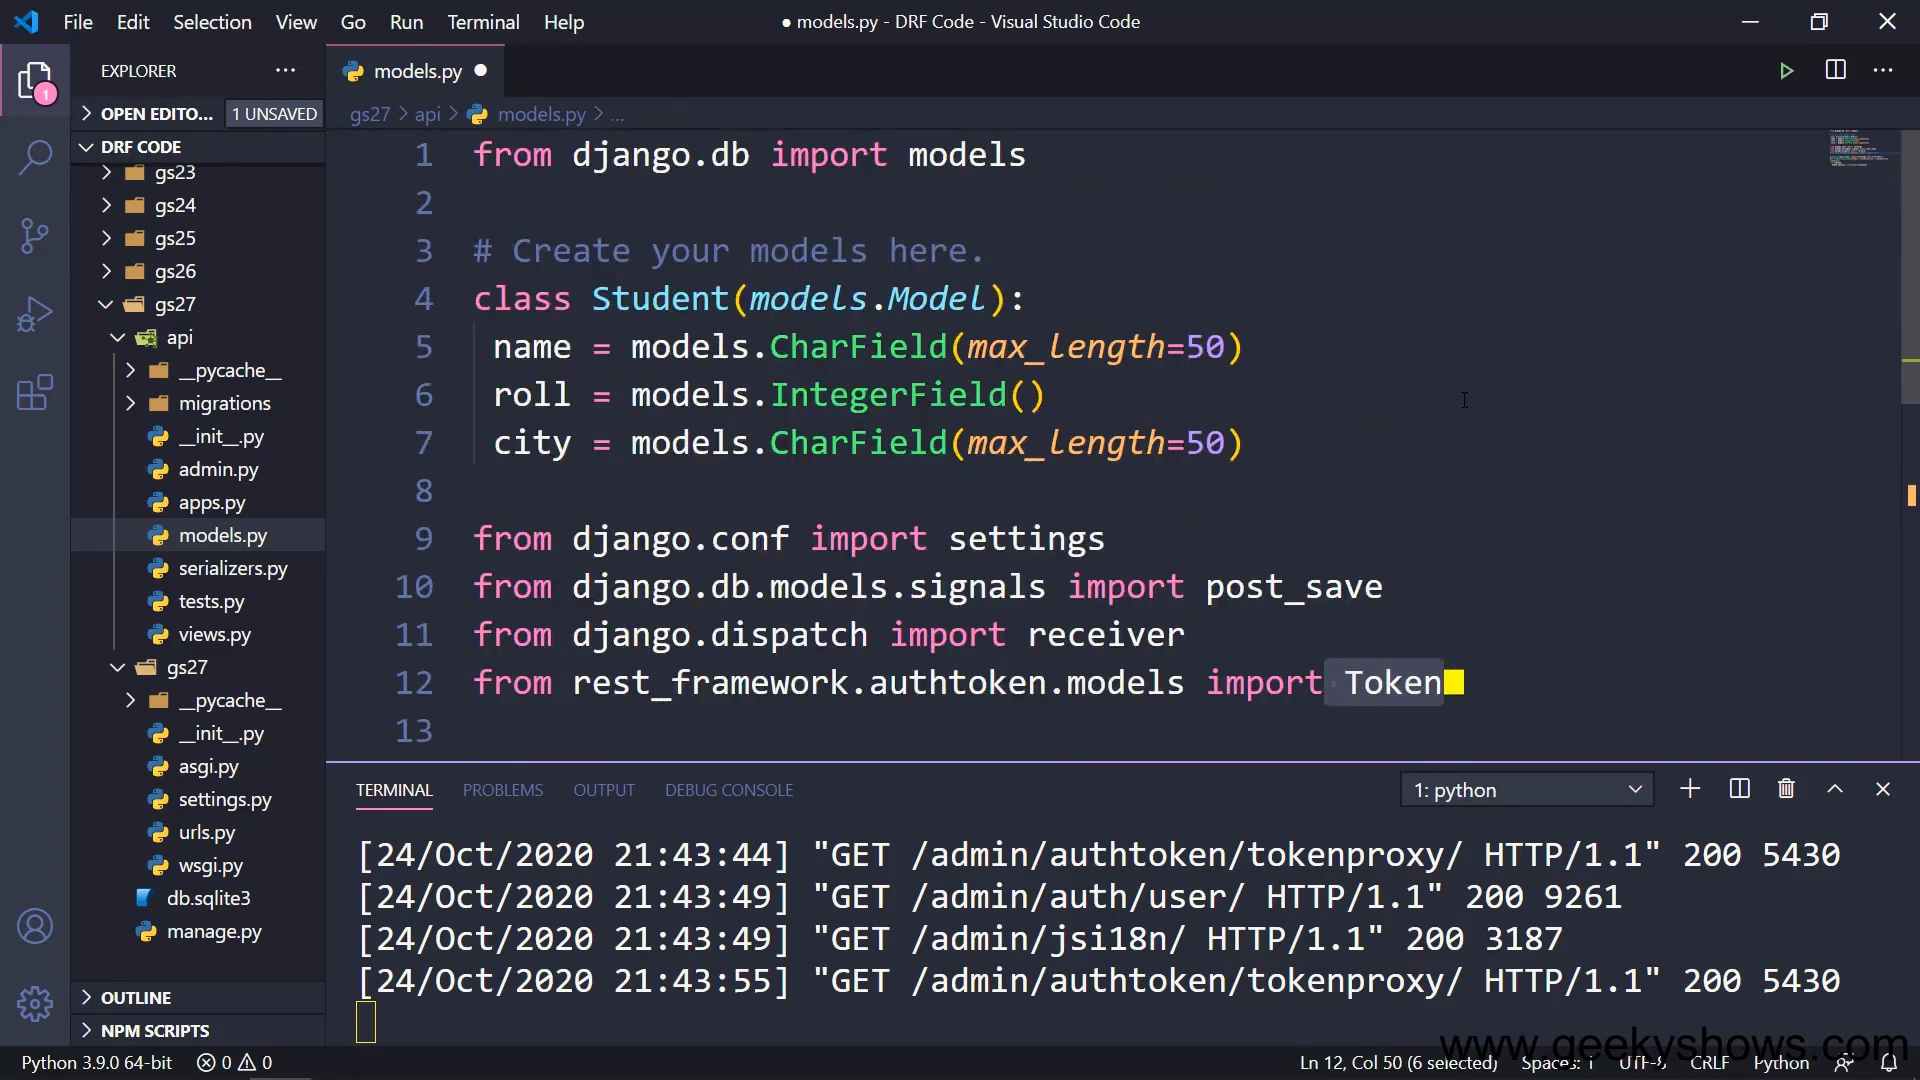 File Edit Selection View Go Run Terminal Help
● models.py - DRF Code - Visual Studio Code
EXPLORER
1
OPEN EDITO... 1 UNSAVED
DRF CODE
gs23
gs24
gs25
gs26
gs27
api
__pycache__
migrations
__init__.py
admin.py
apps.py
models.py
serializers.py
tests.py
views.py
gs27
__pycache__
__init__.py
asgi.py
settings.py
urls.py
wsgi.py
db.sqlite3
manage.py
OUTLINE
NPM SCRIPTS
models.py ●
gs27 > api > models.py > ...
1 from django.db import models
2
3 # Create your models here.
4 class Student(models.Model):
5 name = models.CharField(max_length=50)
6 roll = models.IntegerField()
7 city = models.CharField(max_length=50)
8
9 from django.conf import settings
10 from django.db.models.signals import post_save
11 from django.dispatch import receiver
12 from rest_framework.authtoken.models import Token
13
TERMINAL PROBLEMS OUTPUT DEBUG CONSOLE 1: python
[24/Oct/2020 21:43:44] "GET /admin/authtoken/tokenproxy/ HTTP/1.1" 200 5430
[24/Oct/2020 21:43:49] "GET /admin/auth/user/ HTTP/1.1" 200 9261
[24/Oct/2020 21:43:49] "GET /admin/jsi18n/ HTTP/1.1" 200 3187
[24/Oct/2020 21:43:55] "GET /admin/authtoken/tokenproxy/ HTTP/1.1" 200 5430
www.geekyshows.com
Python 3.9.0 64-bit 0 0 Ln 12, Col 50 (6 selected) Spaces: 1 UTF-8 CRLF Python